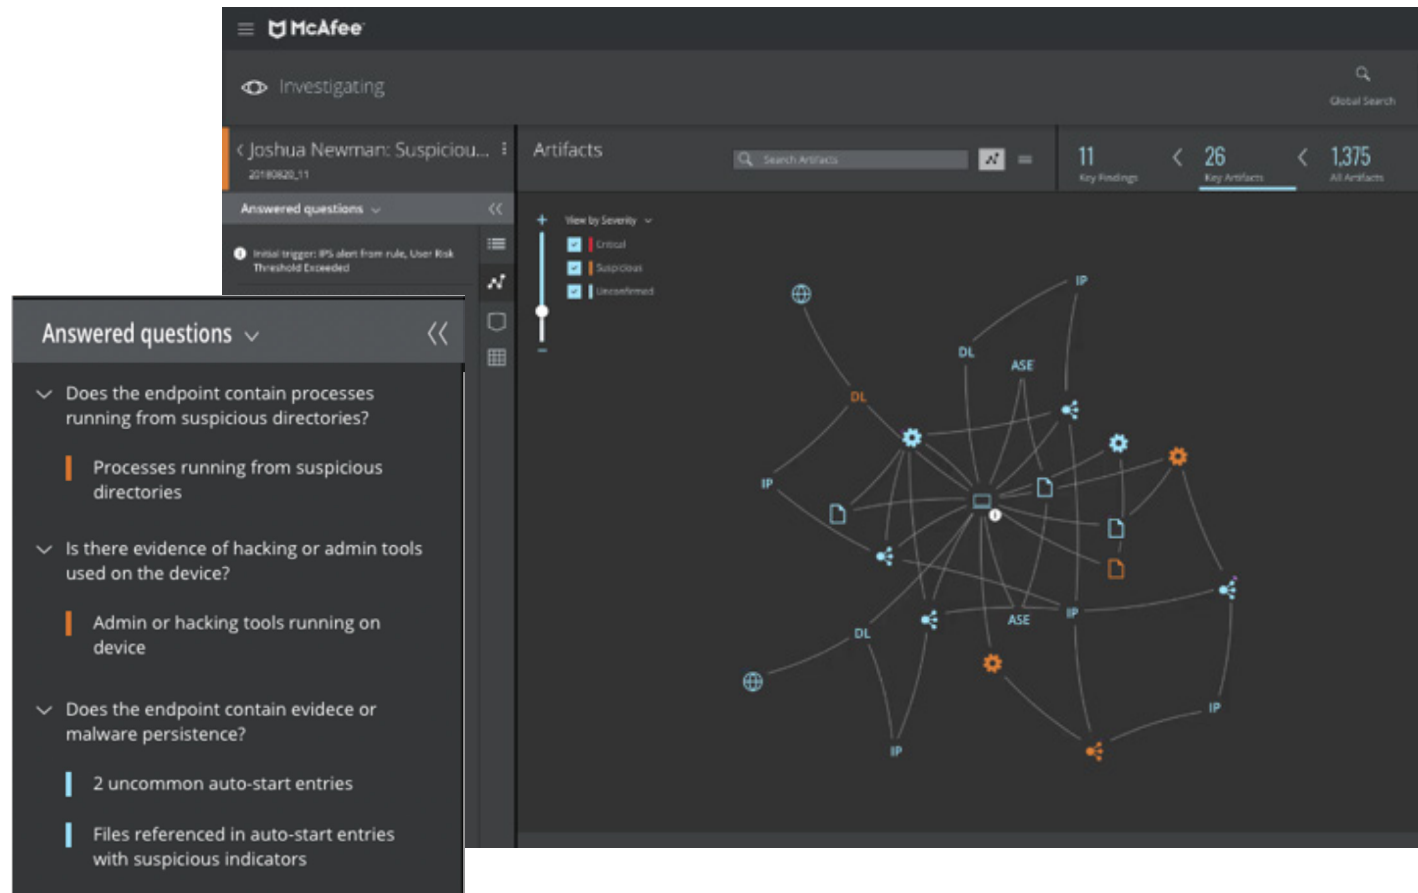 McAfee
Investigating
Global Search
Joshua Newman: Suspiciou...
20180820_11
Artifacts
Search Artifacts
11
Key Findings
26
Key Artifacts
1,375
All Artifacts
Answered questions
Initial trigger: IPS alert from rule, User Risk
Threshold Exceeded
View by Severity
Critical
Suspicious
Unconfirmed
Answered questions
Does the endpoint contain processes
running from suspicious directories?
Processes running from suspicious
directories
Is there evidence of hacking or admin tools
used on the device?
Admin or hacking tools running on
device
Does the endpoint contain evidece or
malware persistence?
2 uncommon auto-start entries
Files referenced in auto-start entries
with suspicious indicators
IP
DL
ASE
DL
IP
IP
ASE
DL
IP
IP